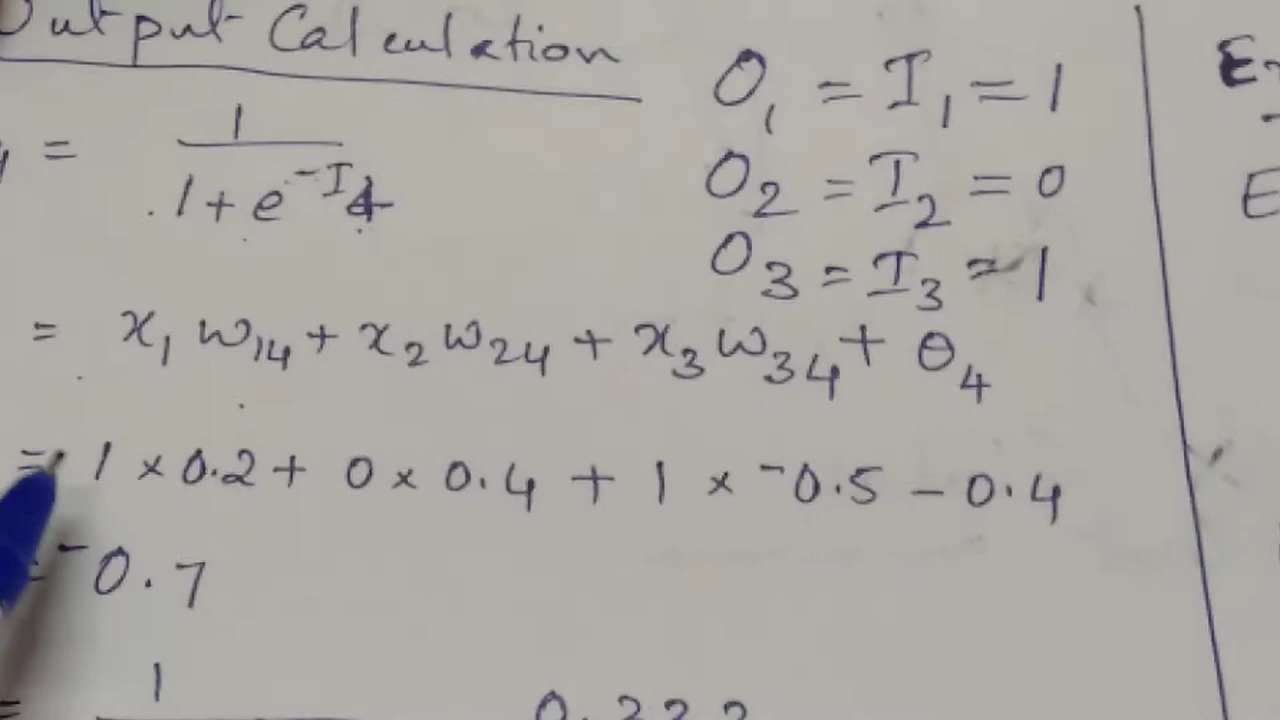 Output Calculation
= 1 / 1 + e^-I4
O1 = I1 = 1
O2 = I2 = 0
O3 = I3 = 1
= x1 w14 + x2 w24 + x3 w34 + θ4
= 1 × 0.2 + 0 × 0.4 + 1 × -0.5 - 0.4
= -0.7
= 1
E
E